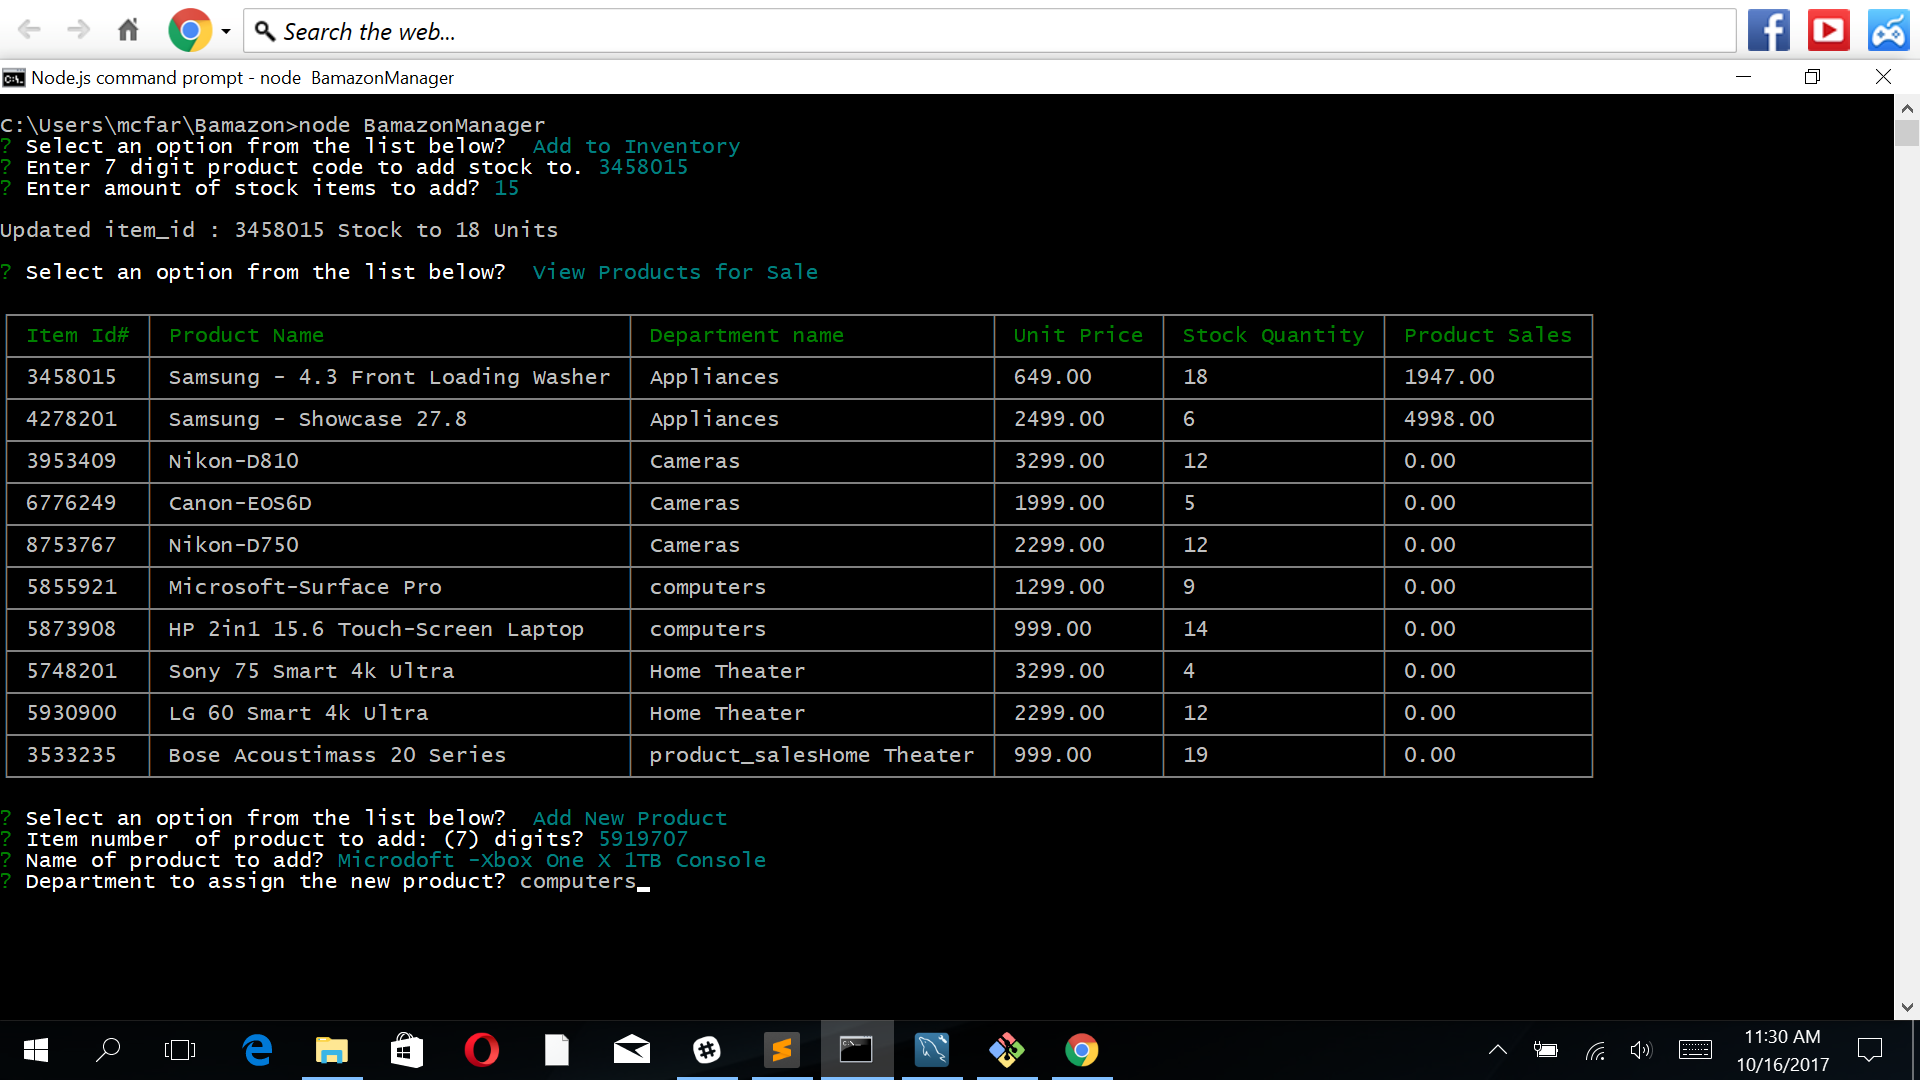 Search the web...
Node.js command prompt - node  BamazonManager
C:\Users\mcfar\Bamazon>node BamazonManager
? Select an option from the list below?  Add to Inventory
? Enter 7 digit product code to add stock to. 3458015
? Enter amount of stock items to add? 15
Updated item_id : 3458015 Stock to 18 Units
? Select an option from the list below?  View Products for Sale
Item Id# Product Name Department name Unit Price Stock Quantity Product Sales
3458015 Samsung - 4.3 Front Loading Washer Appliances 649.00 18 1947.00
4278201 Samsung - Showcase 27.8 Appliances 2499.00 6 4998.00
3953409 Nikon-D810 Cameras 3299.00 12 0.00
6776249 Canon-EOS6D Cameras 1999.00 5 0.00
8753767 Nikon-D750 Cameras 2299.00 12 0.00
5855921 Microsoft-Surface Pro computers 1299.00 9 0.00
5873908 HP 2in1 15.6 Touch-Screen Laptop computers 999.00 14 0.00
5748201 Sony 75 Smart 4k Ultra Home Theater 3299.00 4 0.00
5930900 LG 60 Smart 4k Ultra Home Theater 2299.00 12 0.00
3533235 Bose Acoustimass 20 Series product_salesHome Theater 999.00 19 0.00
? Select an option from the list below?  Add New Product
? Item number  of product to add: (7) digits? 5919707
? Name of product to add? Microdoft -Xbox One X 1TB Console
? Department to assign the new product? computers
11:30 AM
10/16/2017